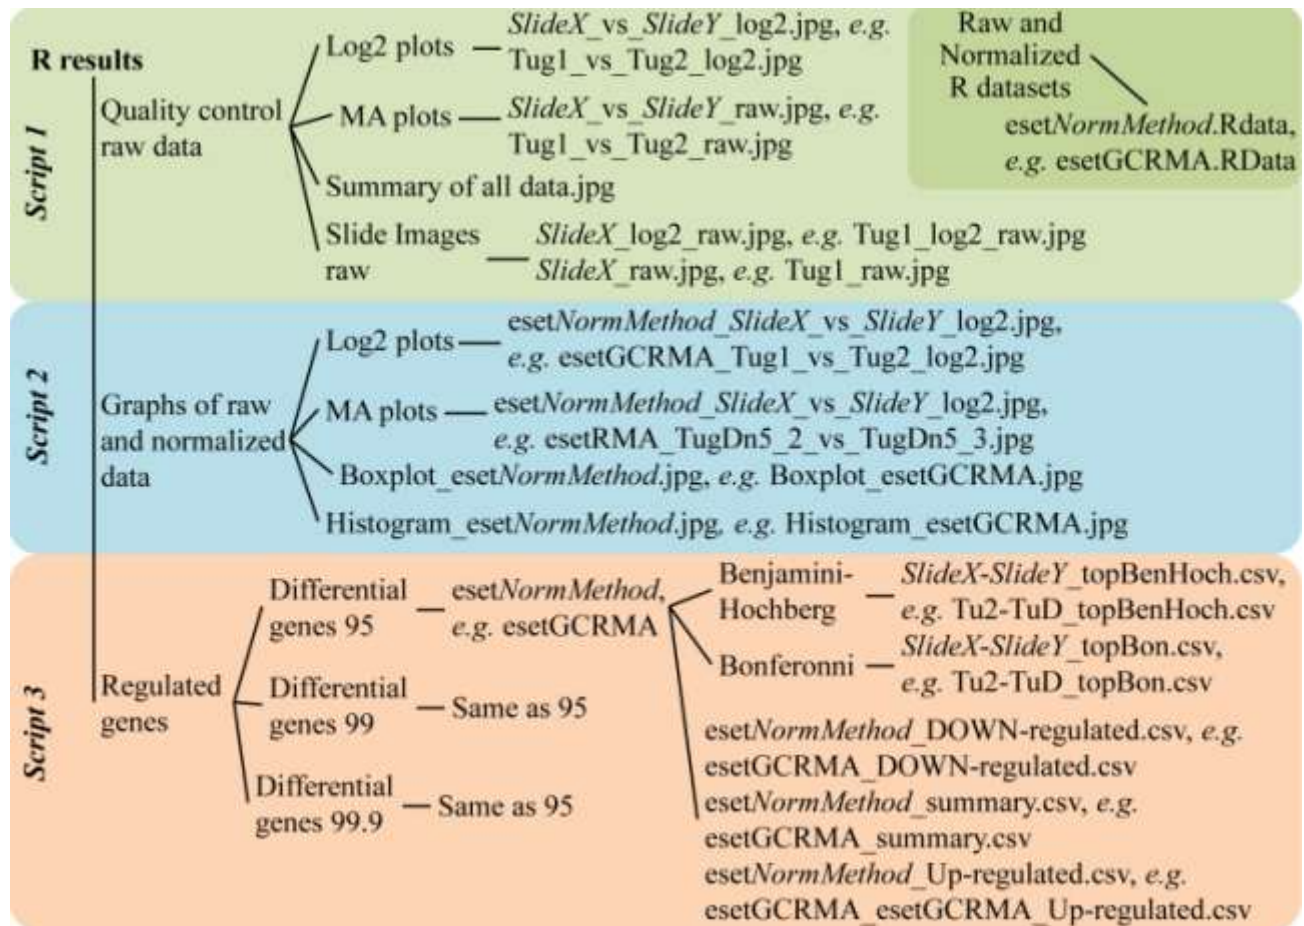 R results
Script 1
Quality control
raw data
Log2 plots
SlideX_vs_SlideY_log2.jpg, e.g.
Tug1_vs_Tug2_log2.jpg
MA plots
SlideX_vs_SlideY_raw.jpg, e.g.
Tug1_vs_Tug2_raw.jpg
Summary of all data.jpg
Slide Images
raw
SlideX_log2_raw.jpg, e.g. Tug1_log2_raw.jpg
SlideX_raw.jpg, e.g. Tug1_raw.jpg
Raw and
Normalized
R datasets
esetNormMethod.Rdata,
e.g. esetGCRMA.RData
Script 2
Graphs of raw
and normalized
data
Log2 plots
esetNormMethod_SlideX_vs_SlideY_log2.jpg,
e.g. esetGCRMA_Tug1_vs_Tug2_log2.jpg
MA plots
esetNormMethod_SlideX_vs_SlideY_log2.jpg,
e.g. esetRMA_TugDn5_2_vs_TugDn5_3.jpg
Boxplot_esetNormMethod.jpg, e.g. Boxplot_esetGCRMA.jpg
Histogram_esetNormMethod.jpg, e.g. Histogram_esetGCRMA.jpg
Script 3
Regulated
genes
Differential
genes 95
esetNormMethod,
e.g. esetGCRMA
Benjamini-
Hochberg
SlideX-SlideY_topBenHoch.csv,
e.g. Tu2-TuD_topBenHoch.csv
Bonferonni
SlideX-SlideY_topBon.csv,
e.g. Tu2-TuD_topBon.csv
esetNormMethod_DOWN-regulated.csv, e.g.
esetGCRMA_DOWN-regulated.csv
esetNormMethod_summary.csv, e.g.
esetGCRMA_summary.csv
esetNormMethod_Up-regulated.csv, e.g.
esetGCRMA_esetGCRMA_Up-regulated.csv
Differential
genes 99
Same as 95
Differential
genes 99.9
Same as 95